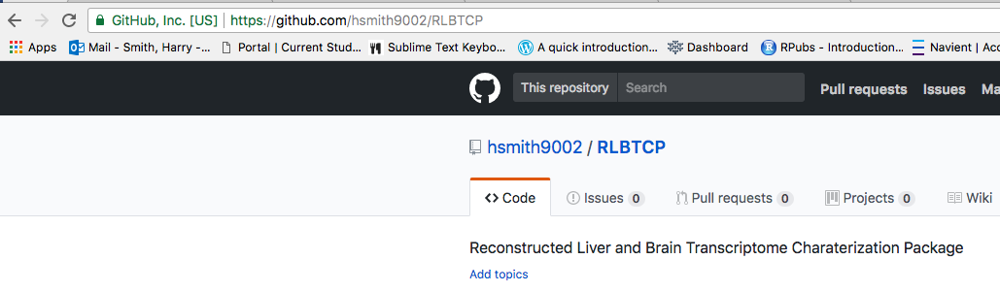 GitHub, Inc. [US] https://github.com/hsmith9002/RLBTCP
Apps Mail - Smith, Harry -... Portal | Current Stud... Sublime Text Keybo... A quick introduction... Dashboard RPubs - Introduction... Navient | Acc
This repository Search Pull requests Issues Ma
hsmith9002 / RLBTCP
Code Issues 0 Pull requests 0 Projects 0 Wiki
Reconstructed Liver and Brain Transcriptome Charaterization Package
Add topics